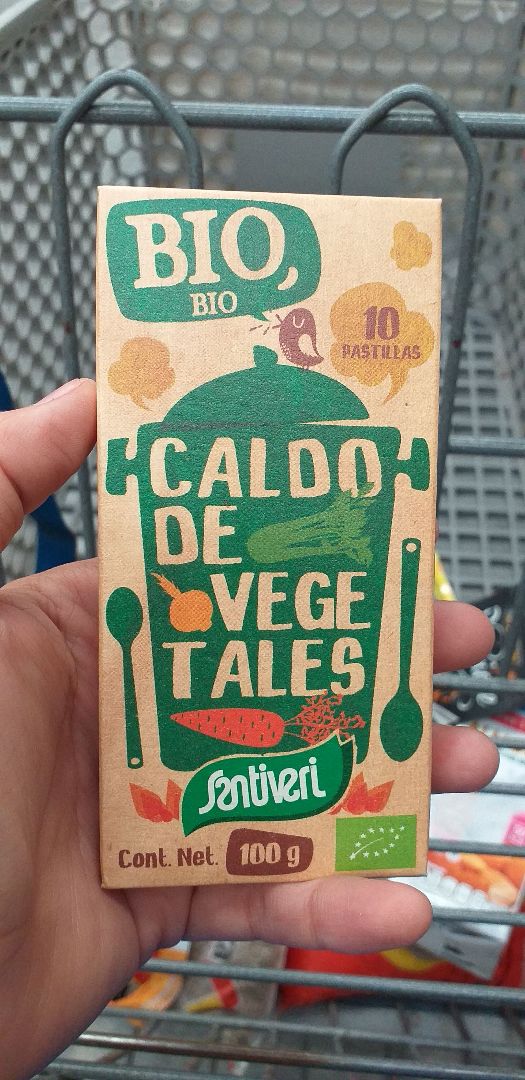 BIO,
BIO
10
PASTILLAS
CALDO
DE
VEGE
TALES
Santiveri
Cont. Net. 100 g